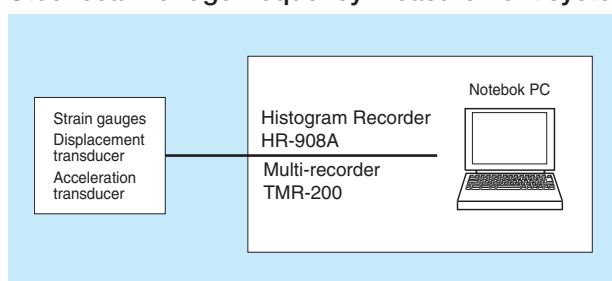 Strain gauges
Displacement
transducer
Acceleration
transducer
Histogram Recorder
HR-908A
Multi-recorder
TMR-200
Notebok PC